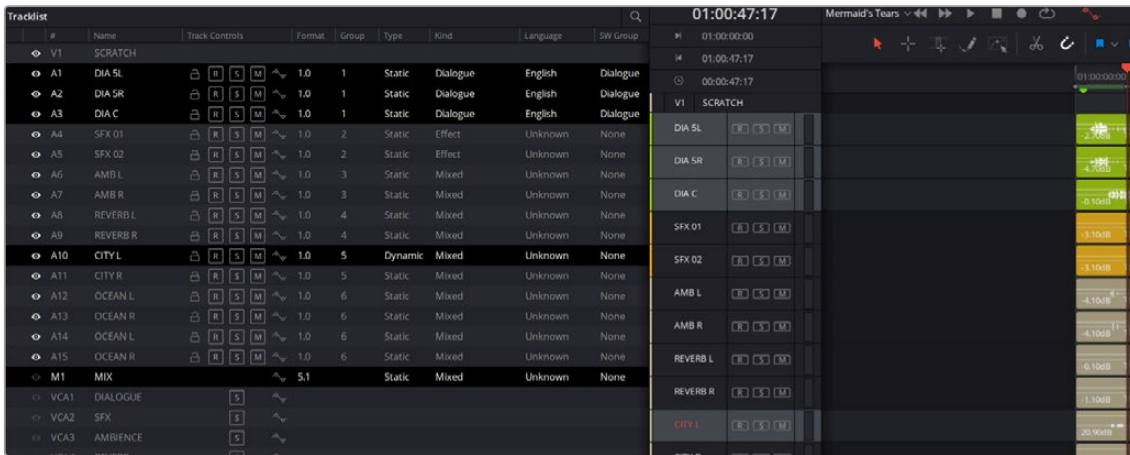 Tracklist
# Name Track Controls Format Group Type Kind Language SW Group
V1 SCRATCH
A1 DIA 5L R S M 1.0 1 Static Dialogue English Dialogue
A2 DIA 5R R S M 1.0 1 Static Dialogue English Dialogue
A3 DIA C R S M 1.0 1 Static Dialogue English Dialogue
A4 SFX 01 R S M 1.0 2 Static Effect Unknown None
A5 SFX 02 R S M 1.0 2 Static Effect Unknown None
A6 AMB L R S M 1.0 3 Static Mixed Unknown None
A7 AMB R R S M 1.0 3 Static Mixed Unknown None
A8 REVERB L R S M 1.0 4 Static Mixed Unknown None
A9 REVERB R R S M 1.0 4 Static Mixed Unknown None
A10 CITY L R S M 1.0 5 Dynamic Mixed Unknown None
A11 CITY R R S M 1.0 5 Static Mixed Unknown None
A12 OCEAN L R S M 1.0 6 Static Mixed Unknown None
A13 OCEAN R R S M 1.0 6 Static Mixed Unknown None
A14 OCEAN L R S M 1.0 6 Static Mixed Unknown None
A15 OCEAN R R S M 1.0 6 Static Mixed Unknown None
M1 MIX 5.1 Static Mixed Unknown None
VCA1 DIALOGUE S
VCA2 SFX S
VCA3 AMBIENCE S
01:00:47:17 Mermaid's Tears
01:00:00:00
01:00:47:17
00:00:47:17
01:00:00:00
V1 SCRATCH
DIA 5L R S M
DIA 5R R S M -4.70dB
DIA C R S M -0.10dB
SFX 01 R S M -3.10dB
SFX 02 R S M -3.10dB
AMB L R S M -4.10dB
AMB R R S M -4.10dB
REVERB L R S M -0.10dB
REVERB R R S M -1.10dB
CITY L R S M 20.90dB